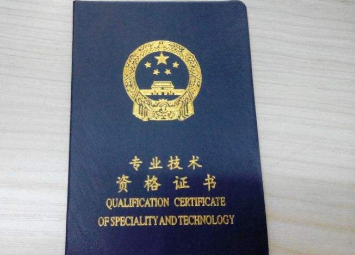 专业技术
资格证书
QUALIFICATION CERTIFICATE
OF SPECIALITY AND TECHNOLOGY